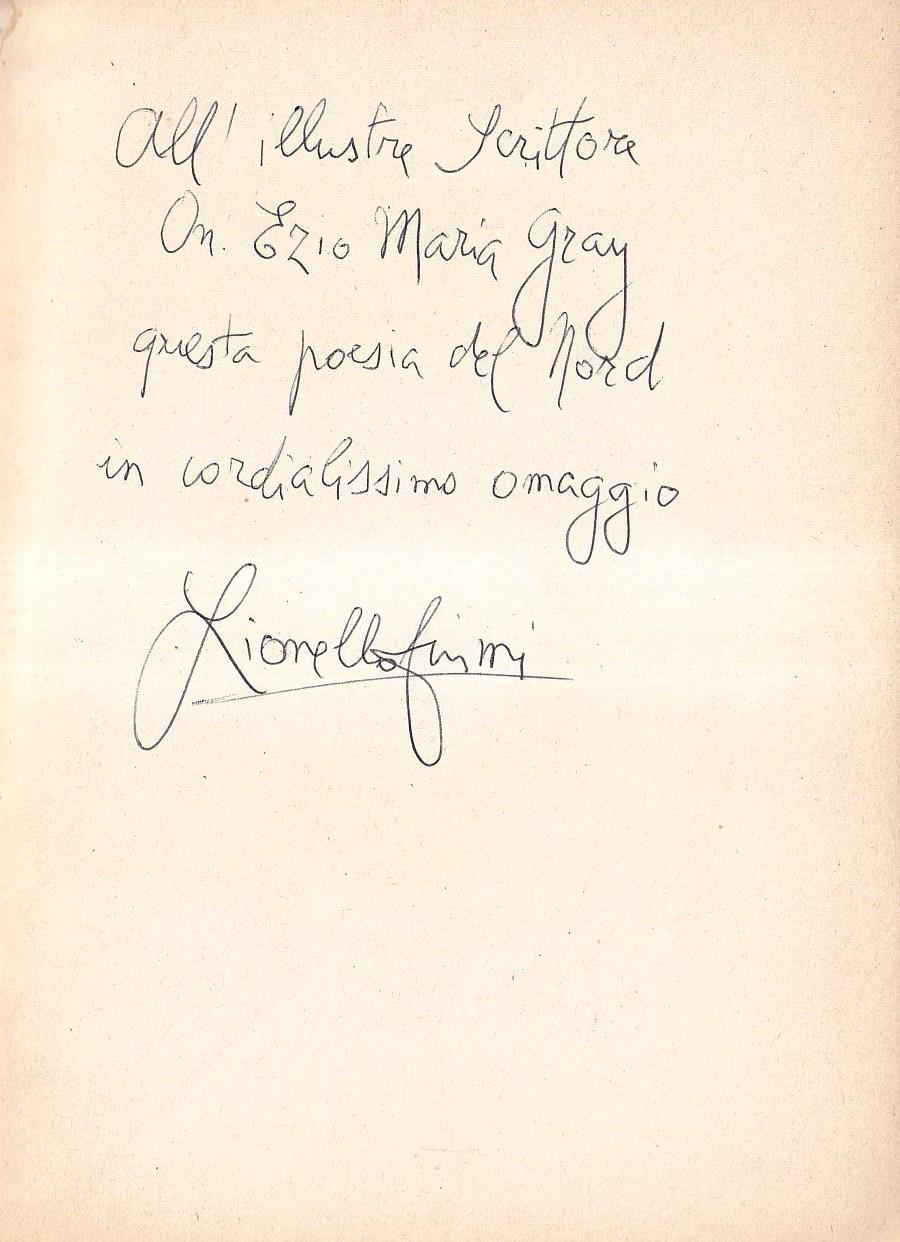 All' illustre Scrittore
On. Ezio Maria Gray
questa poesia del Nord
in cordialissimo omaggio
Lionello Fiumi